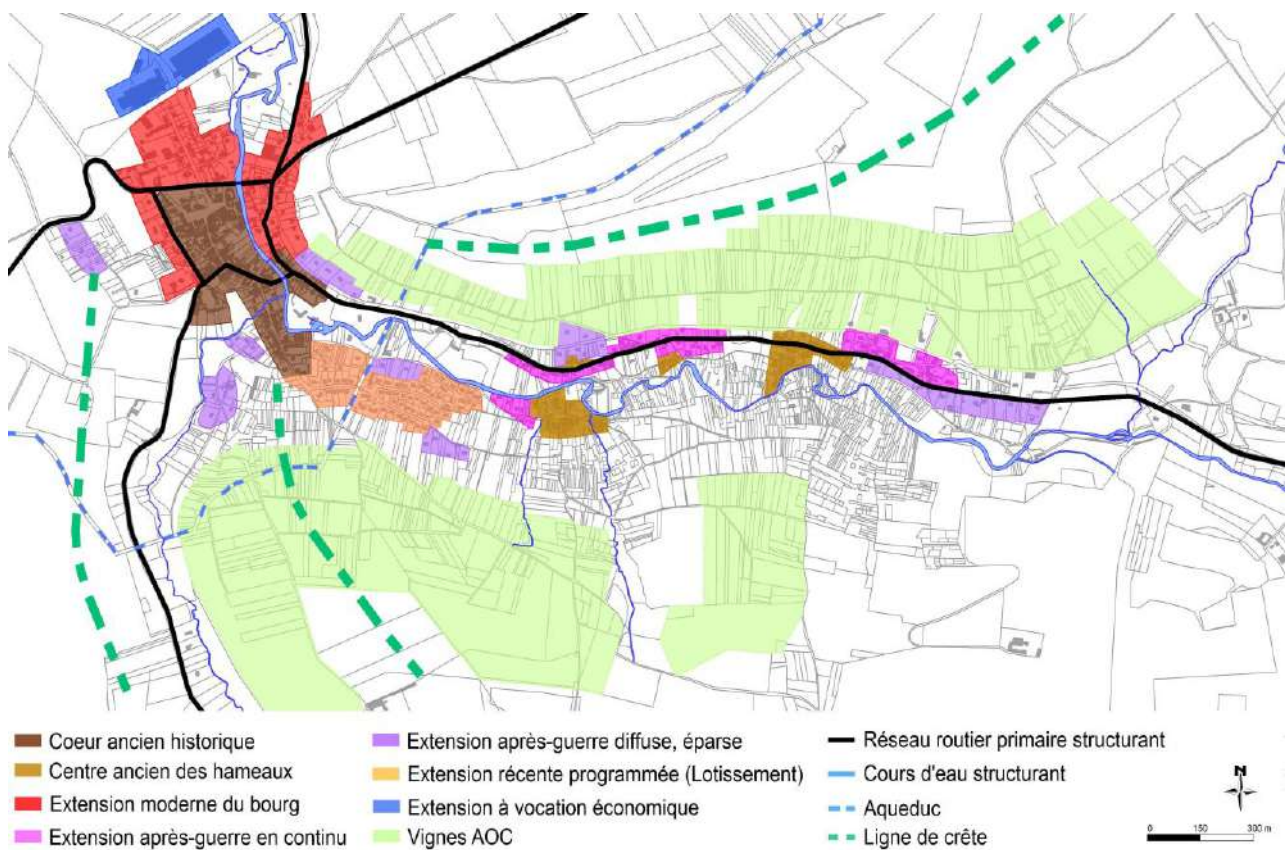 Coeur ancien historique
Centre ancien des hameaux
Extension moderne du bourg
Extension après-guerre en continu
Extension après-guerre diffuse, éparse
Extension récente programmée (Lotissement)
Extension à vocation économique
Vignes AOC
Réseau routier primaire structurant
Cours d'eau structurant
Aqueduc
Ligne de crête
N
0 150 300 m